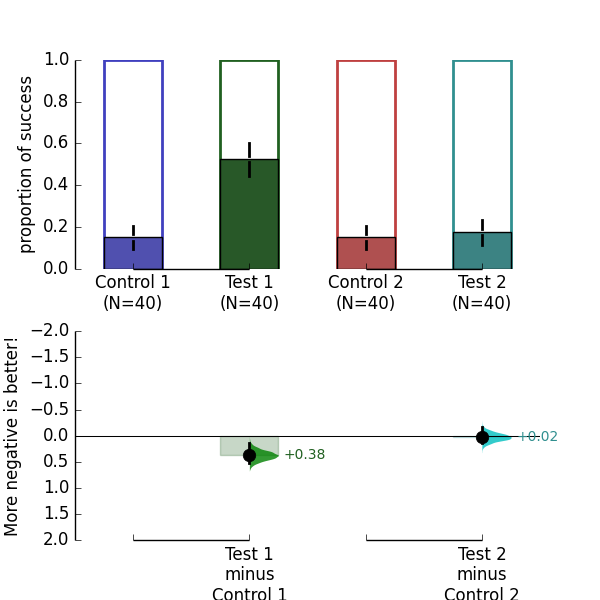 proportion of success
1.0
0.8
0.6
0.4
0.2
0.0
Control 1
(N=40)
Test 1
(N=40)
Control 2
(N=40)
Test 2
(N=40)
More negative is better!
−2.0
−1.5
−1.0
−0.5
0.0
0.5
1.0
1.5
2.0
+0.38
+0.02
Test 1
minus
Control 1
Test 2
minus
Control 2